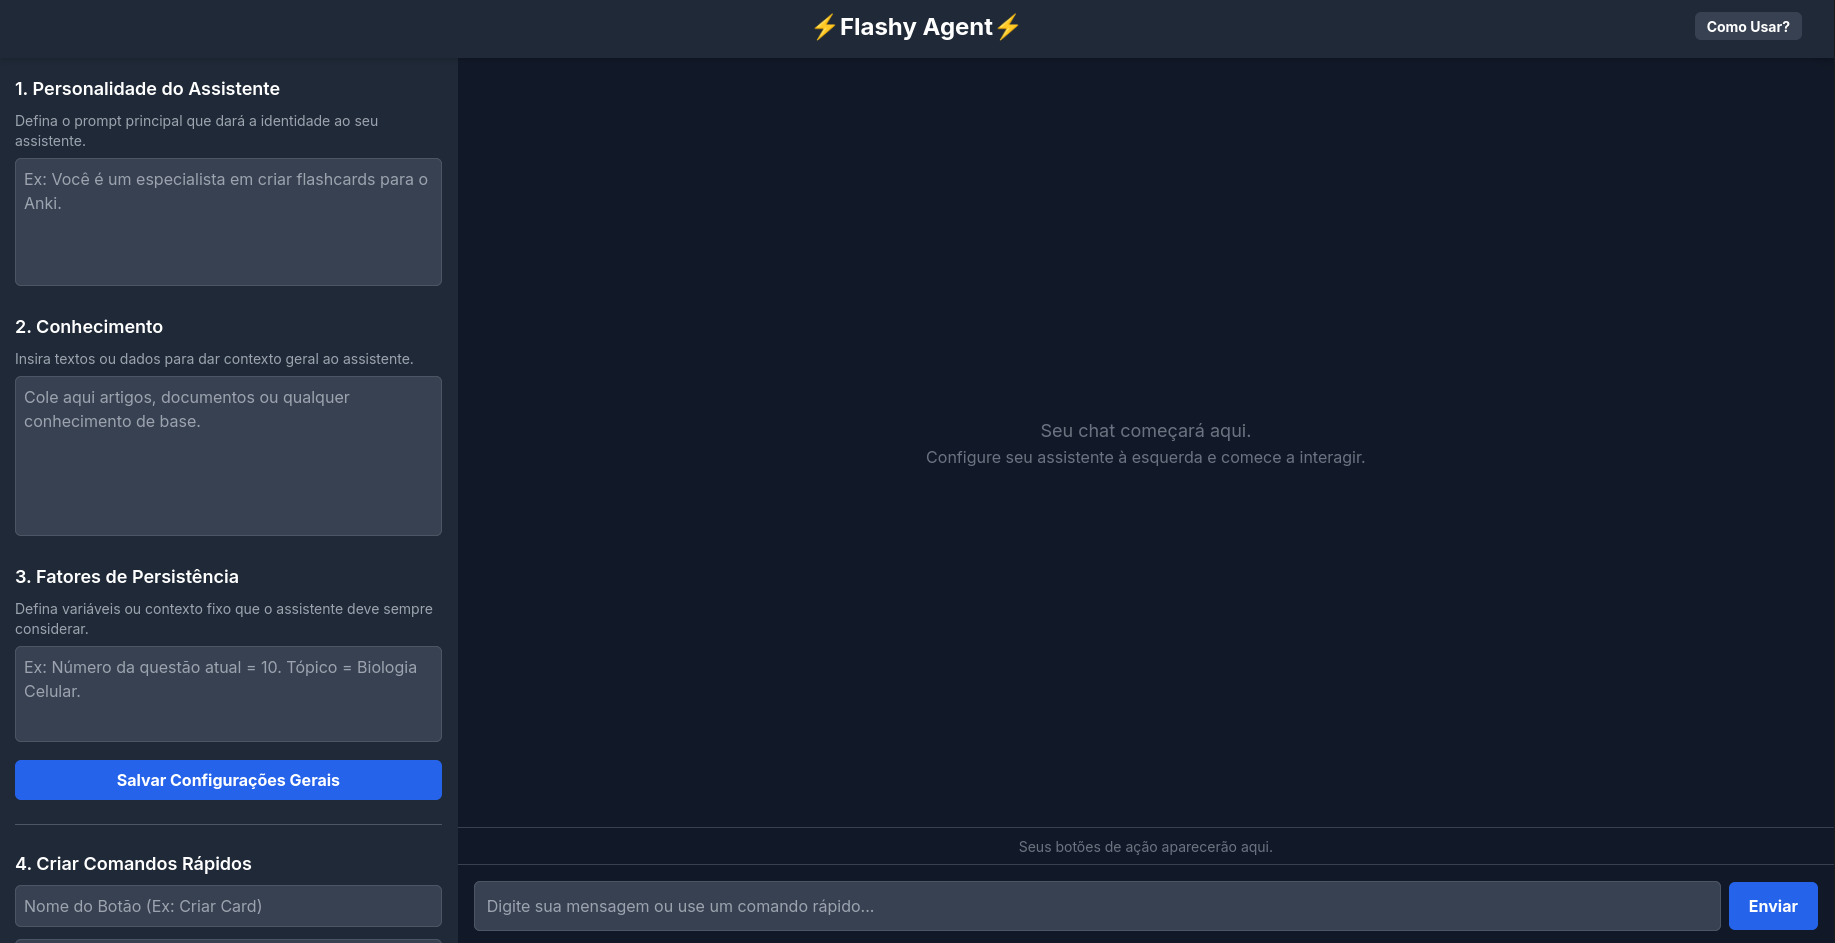 ⚡Flashy Agent⚡
Como Usar?
1. Personalidade do Assistente
Defina o prompt principal que dará a identidade ao seu
assistente.
Ex: Você é um especialista em criar flashcards para o
Anki.
2. Conhecimento
Insira textos ou dados para dar contexto geral ao assistente.
Cole aqui artigos, documentos ou qualquer
conhecimento de base.
3. Fatores de Persistência
Defina variáveis ou contexto fixo que o assistente deve sempre
considerar.
Ex: Número da questão atual = 10. Tópico = Biologia
Celular.
Salvar Configurações Gerais
4. Criar Comandos Rápidos
Nome do Botão (Ex: Criar Card)
Seu chat começará aqui.
Configure seu assistente à esquerda e comece a interagir.
Seus botões de ação aparecerão aqui.
Digite sua mensagem ou use um comando rápido...
Enviar